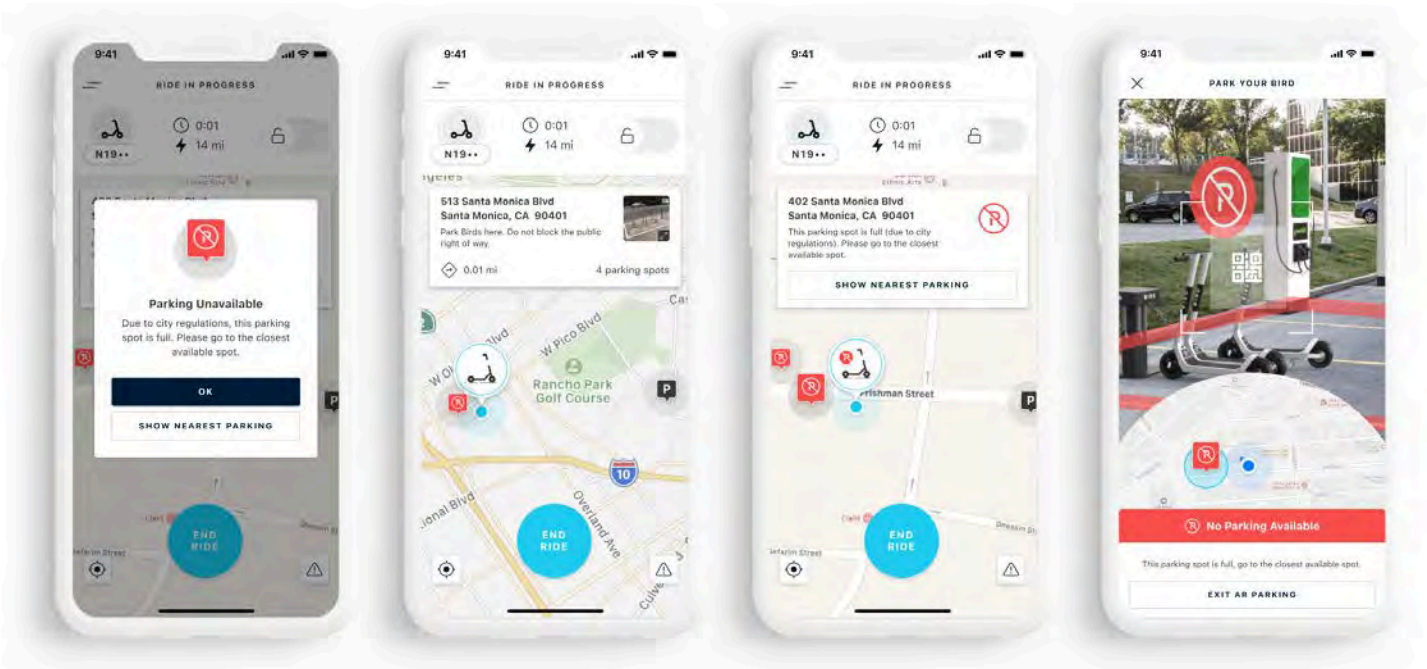 9:41
RIDE IN PROGRESS
0:01
14 mi
N19••
Parking Unavailable
Due to city regulations, this parking
spot is full. Please go to the closest
available spot.
OK
SHOW NEAREST PARKING
P
END
RIDE
9:41
RIDE IN PROGRESS
0:01
14 mi
N19••
513 Santa Monica Blvd
Santa Monica, CA 90401
Park Birds here. Do not block the public
right of way.
0.01 mi
4 parking spots
W Pico Blvd
Rancho Park
Golf Course
P
10
Overland Ave
END
RIDE
9:41
RIDE IN PROGRESS
0:01
14 mi
N19••
402 Santa Monica Blvd
Santa Monica, CA 90401
This parking spot is full (due to city
regulations). Please go to the closest
available spot.
SHOW NEAREST PARKING
P
END
RIDE
9:41
PARK YOUR BIRD
No Parking Available
This parking spot is full, go to the closest available spot.
EXIT AR PARKING